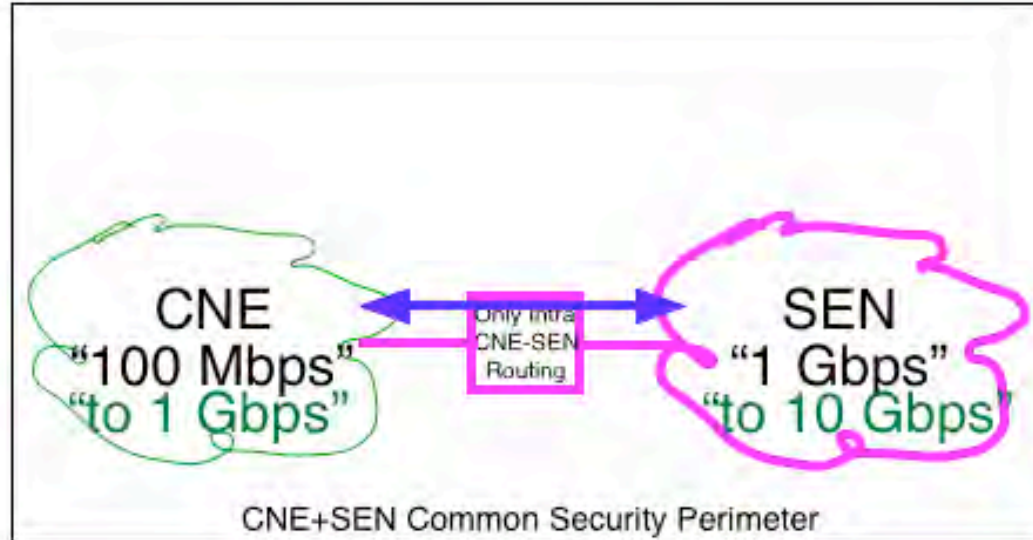 CNE
“100 Mbps”
“to 1 Gbps”
Only Intra
CNE-SEN
Routing
SEN
“1 Gbps”
“to 10 Gbps”
CNE+SEN Common Security Perimeter